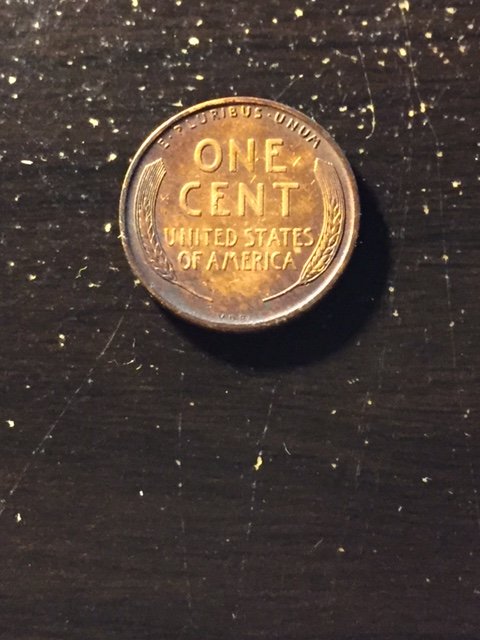 E·PLURIBUS·UNUM
ONE
CENT
UNITED STATES
OF AMERICA
V.D.B.